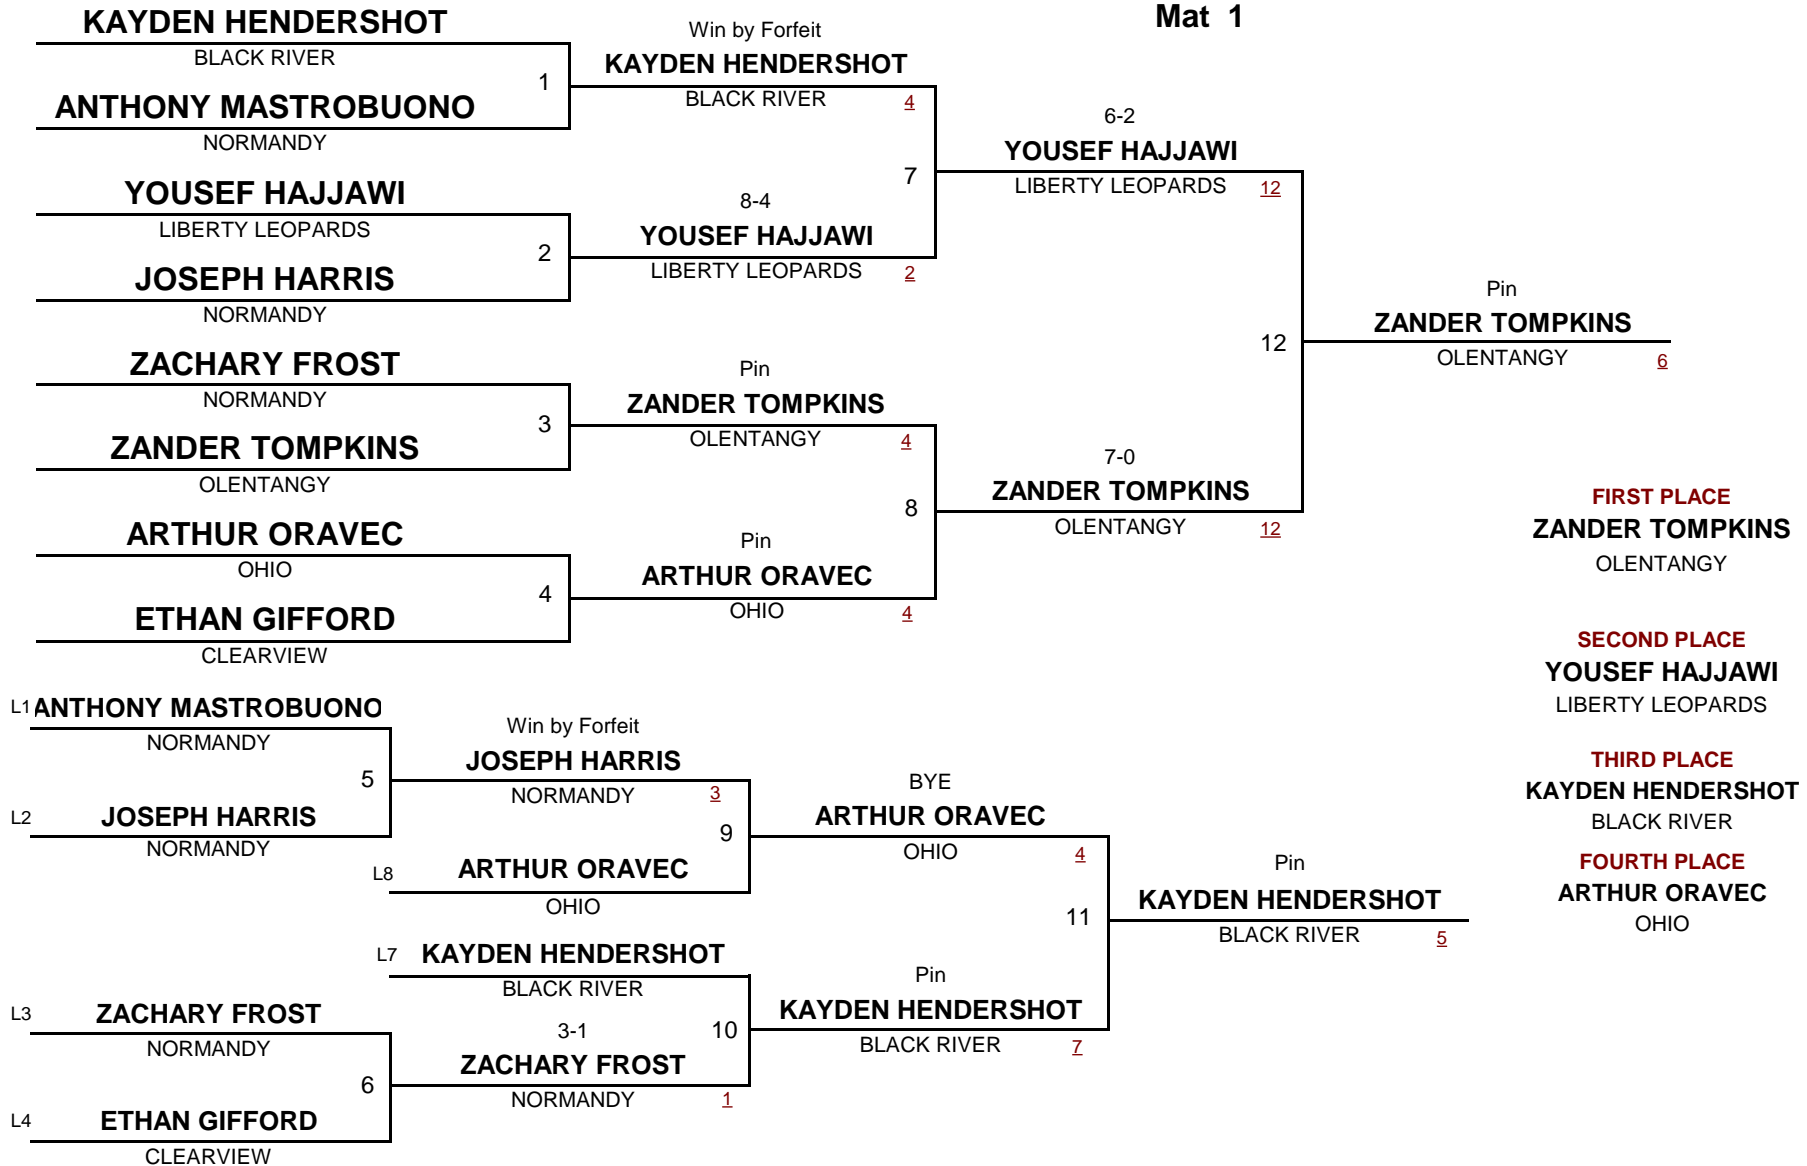 Mat 1
KAYDEN HENDERSHOT
BLACK RIVER
1
ANTHONY MASTROBUONO
NORMANDY
YOUSEF HAJJAWI
LIBERTY LEOPARDS
2
JOSEPH HARRIS
NORMANDY
ZACHARY FROST
NORMANDY
3
ZANDER TOMPKINS
OLENTANGY
ARTHUR ORAVEC
OHIO
4
ETHAN GIFFORD
CLEARVIEW
Win by Forfeit
KAYDEN HENDERSHOT
BLACK RIVER 4
7
8-4
YOUSEF HAJJAWI
LIBERTY LEOPARDS 2
Pin
ZANDER TOMPKINS
OLENTANGY 4
8
Pin
ARTHUR ORAVEC
OHIO 4
6-2
YOUSEF HAJJAWI
LIBERTY LEOPARDS 12
12
7-0
ZANDER TOMPKINS
OLENTANGY 12
Pin
ZANDER TOMPKINS
OLENTANGY 6
FIRST PLACE
ZANDER TOMPKINS
OLENTANGY
SECOND PLACE
YOUSEF HAJJAWI
LIBERTY LEOPARDS
THIRD PLACE
KAYDEN HENDERSHOT
BLACK RIVER
FOURTH PLACE
ARTHUR ORAVEC
OHIO
L1 ANTHONY MASTROBUONO
NORMANDY
5
L2 JOSEPH HARRIS
NORMANDY
L3 ZACHARY FROST
NORMANDY
6
L4 ETHAN GIFFORD
CLEARVIEW
Win by Forfeit
JOSEPH HARRIS
NORMANDY 3
9
L8 ARTHUR ORAVEC
OHIO
L7 KAYDEN HENDERSHOT
BLACK RIVER
3-1 10
ZACHARY FROST
NORMANDY 1
BYE
ARTHUR ORAVEC
OHIO 4
11
Pin
KAYDEN HENDERSHOT
BLACK RIVER 7
Pin
KAYDEN HENDERSHOT
BLACK RIVER 5